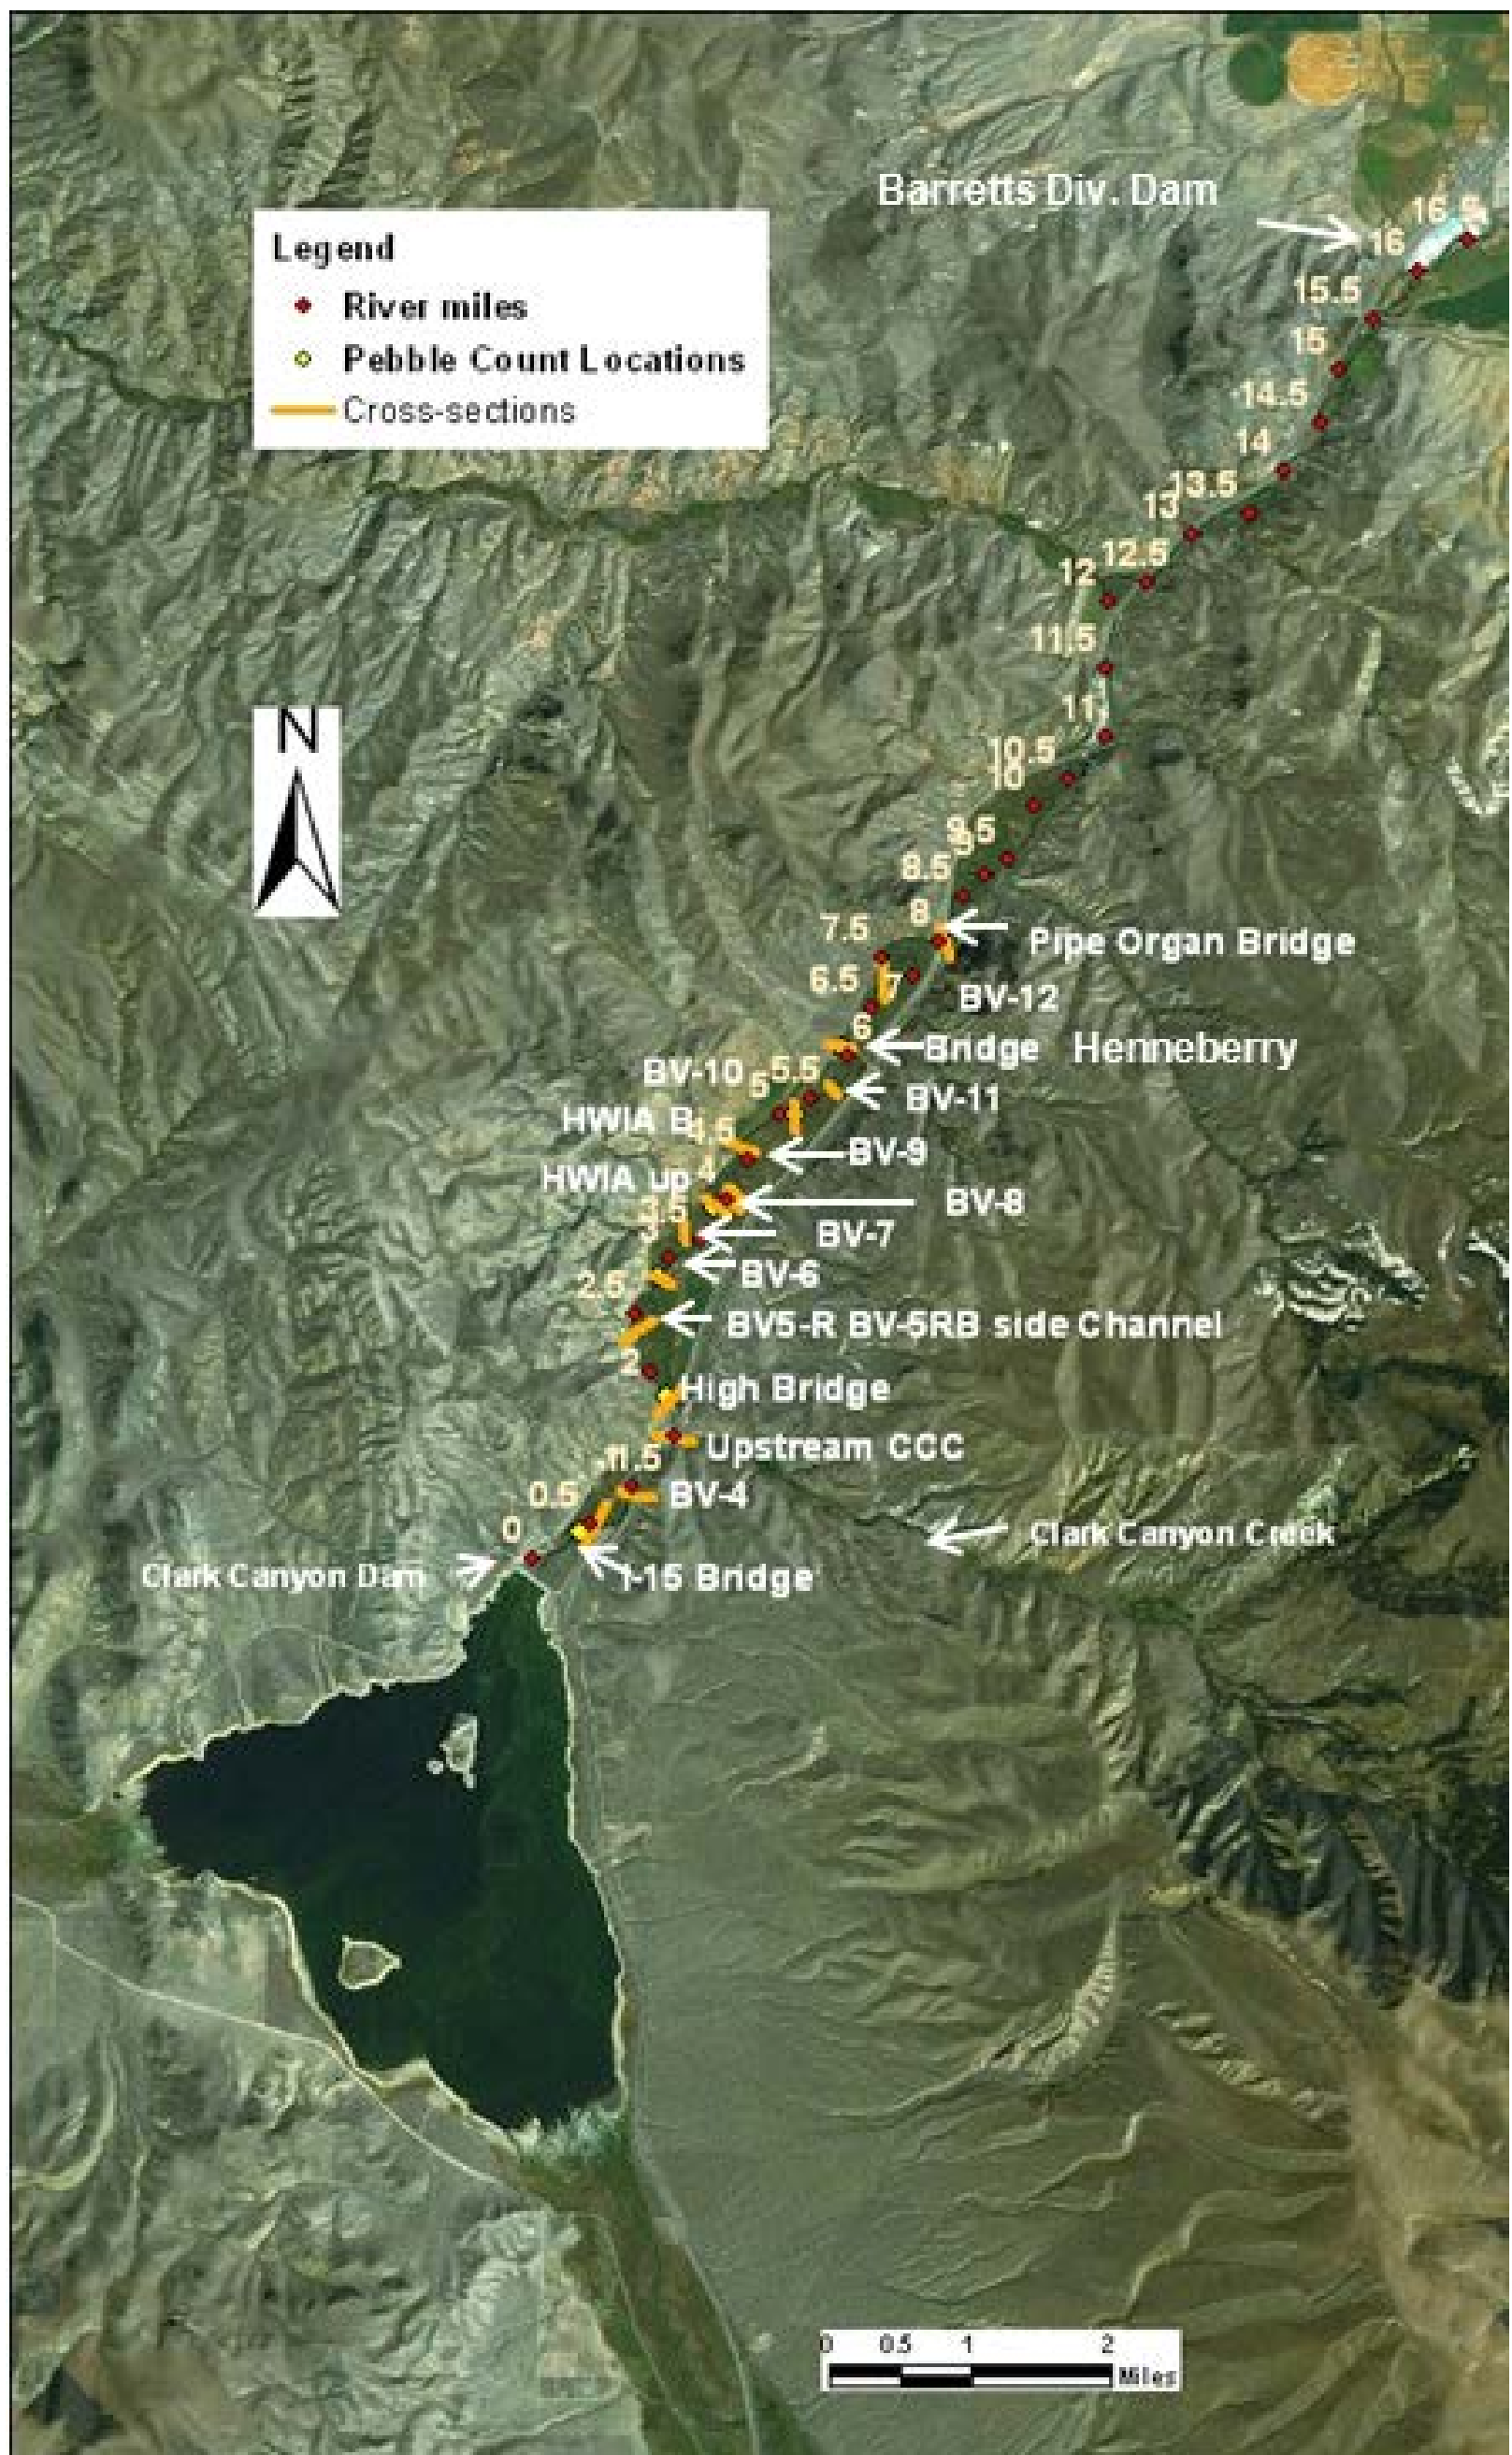 Barretts Div. Dam
16.5
16
15.5
15
14.5
14
13.5
13
12.5
12
11.5
11
10.5
10
9.5
9
8.5
8
7.5
Pipe Organ Bridge
6.5
7
BV-12
6
Bridge Henneberry
BV-10
5
5.5
BV-11
HWIA B
4.5
BV-9
HWIA up
4
BV-8
3.5
3
BV-7
BV-6
2.5
BV5-R BV-5RB side Channel
2
High Bridge
Upstream CCC
1.5
0.5
BV-4
0
Clark Canyon Creek
Clark Canyon Dam
I-15 Bridge
Legend
River miles
Pebble Count Locations
Cross-sections
N
0 0.5 1 2
Miles